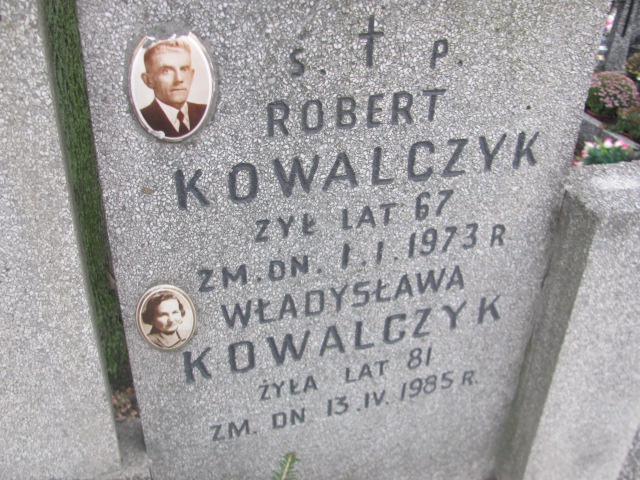 Ś. † P.
ROBERT
KOWALCZYK
ŻYŁ LAT 67
ZM. DN. 1.1.1973 R
WŁADYSŁAWA
KOWALCZYK
ŻYŁA LAT 81
ZM. DN. 13.IV.1985 R.